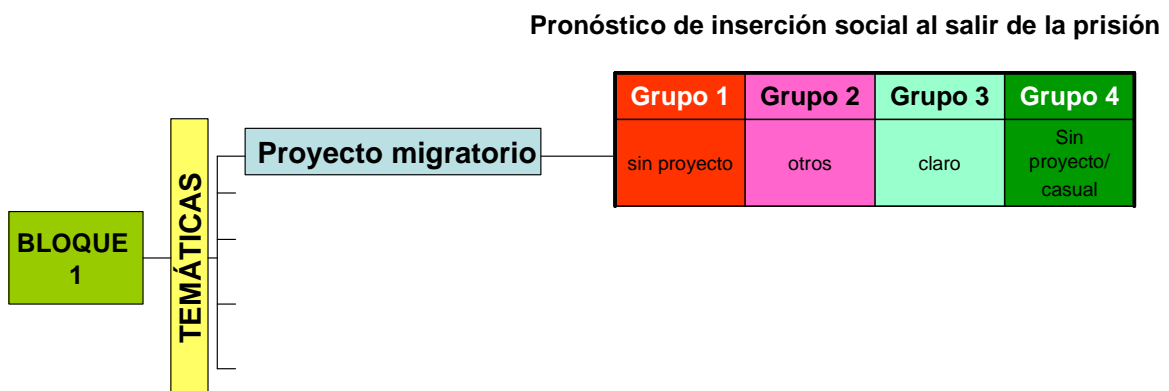 Pronóstico de inserción social al salir de la prisión
Grupo 1 Grupo 2 Grupo 3 Grupo 4
Proyecto migratorio
sin proyecto
otros
claro
Sin
proyecto/
casual
TEMÁTICAS
BLOQUE
1